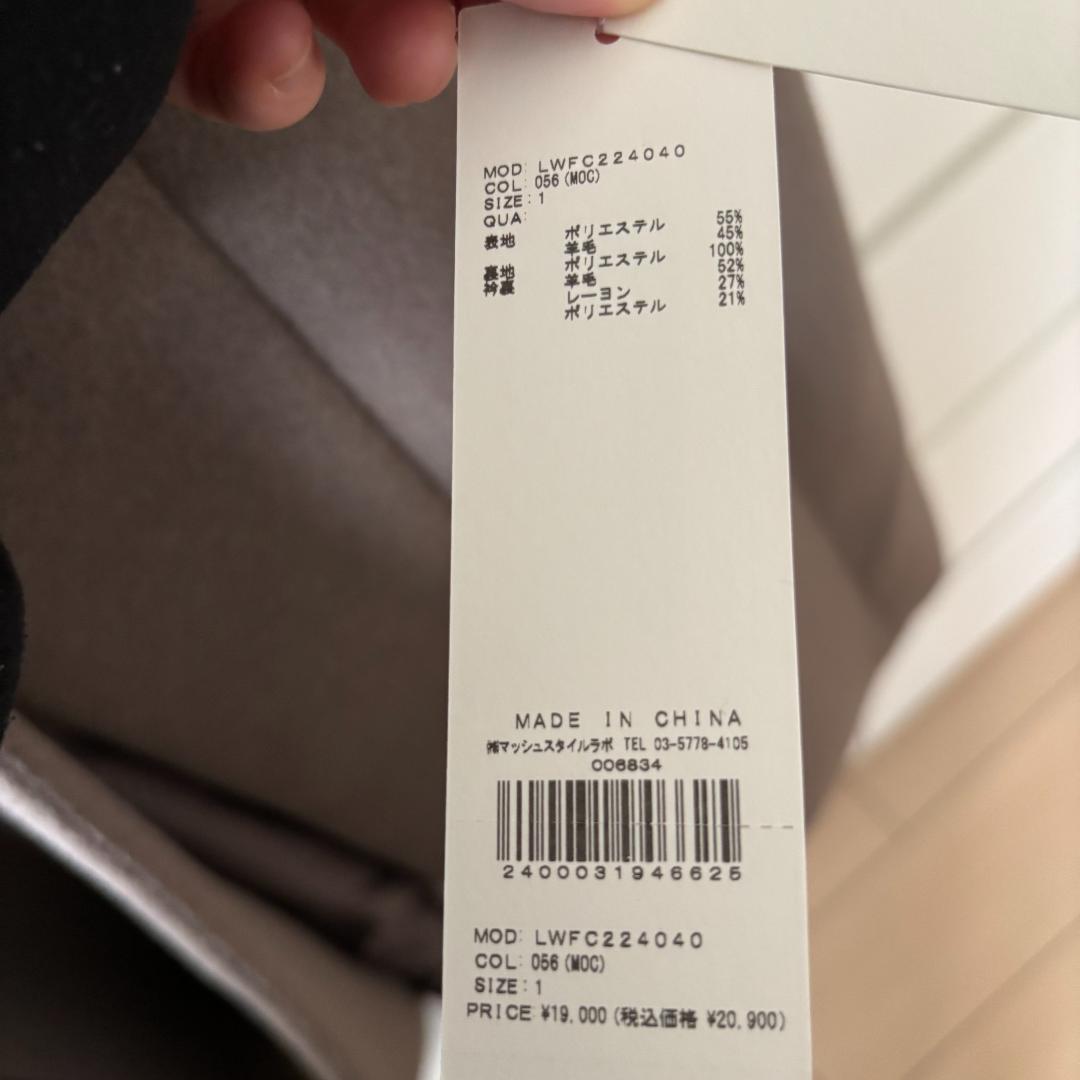 MOD: LWFC224040
COL: 056(MOC)
SIZE:1
QUA:
表地 ポリエステル 55%
羊毛 45%
裏地 ポリエステル 100%
衿裏 羊毛 52%
レーヨン 27%
ポリエステル 21%
MADE IN CHINA
㈱マッシュスタイルラボ TEL 03-5778-4105
006834
2400031946625
MOD: LWFC224040
COL: 056(MOC)
SIZE:1
PRICE:¥19,000(税込価格 ¥20,900)